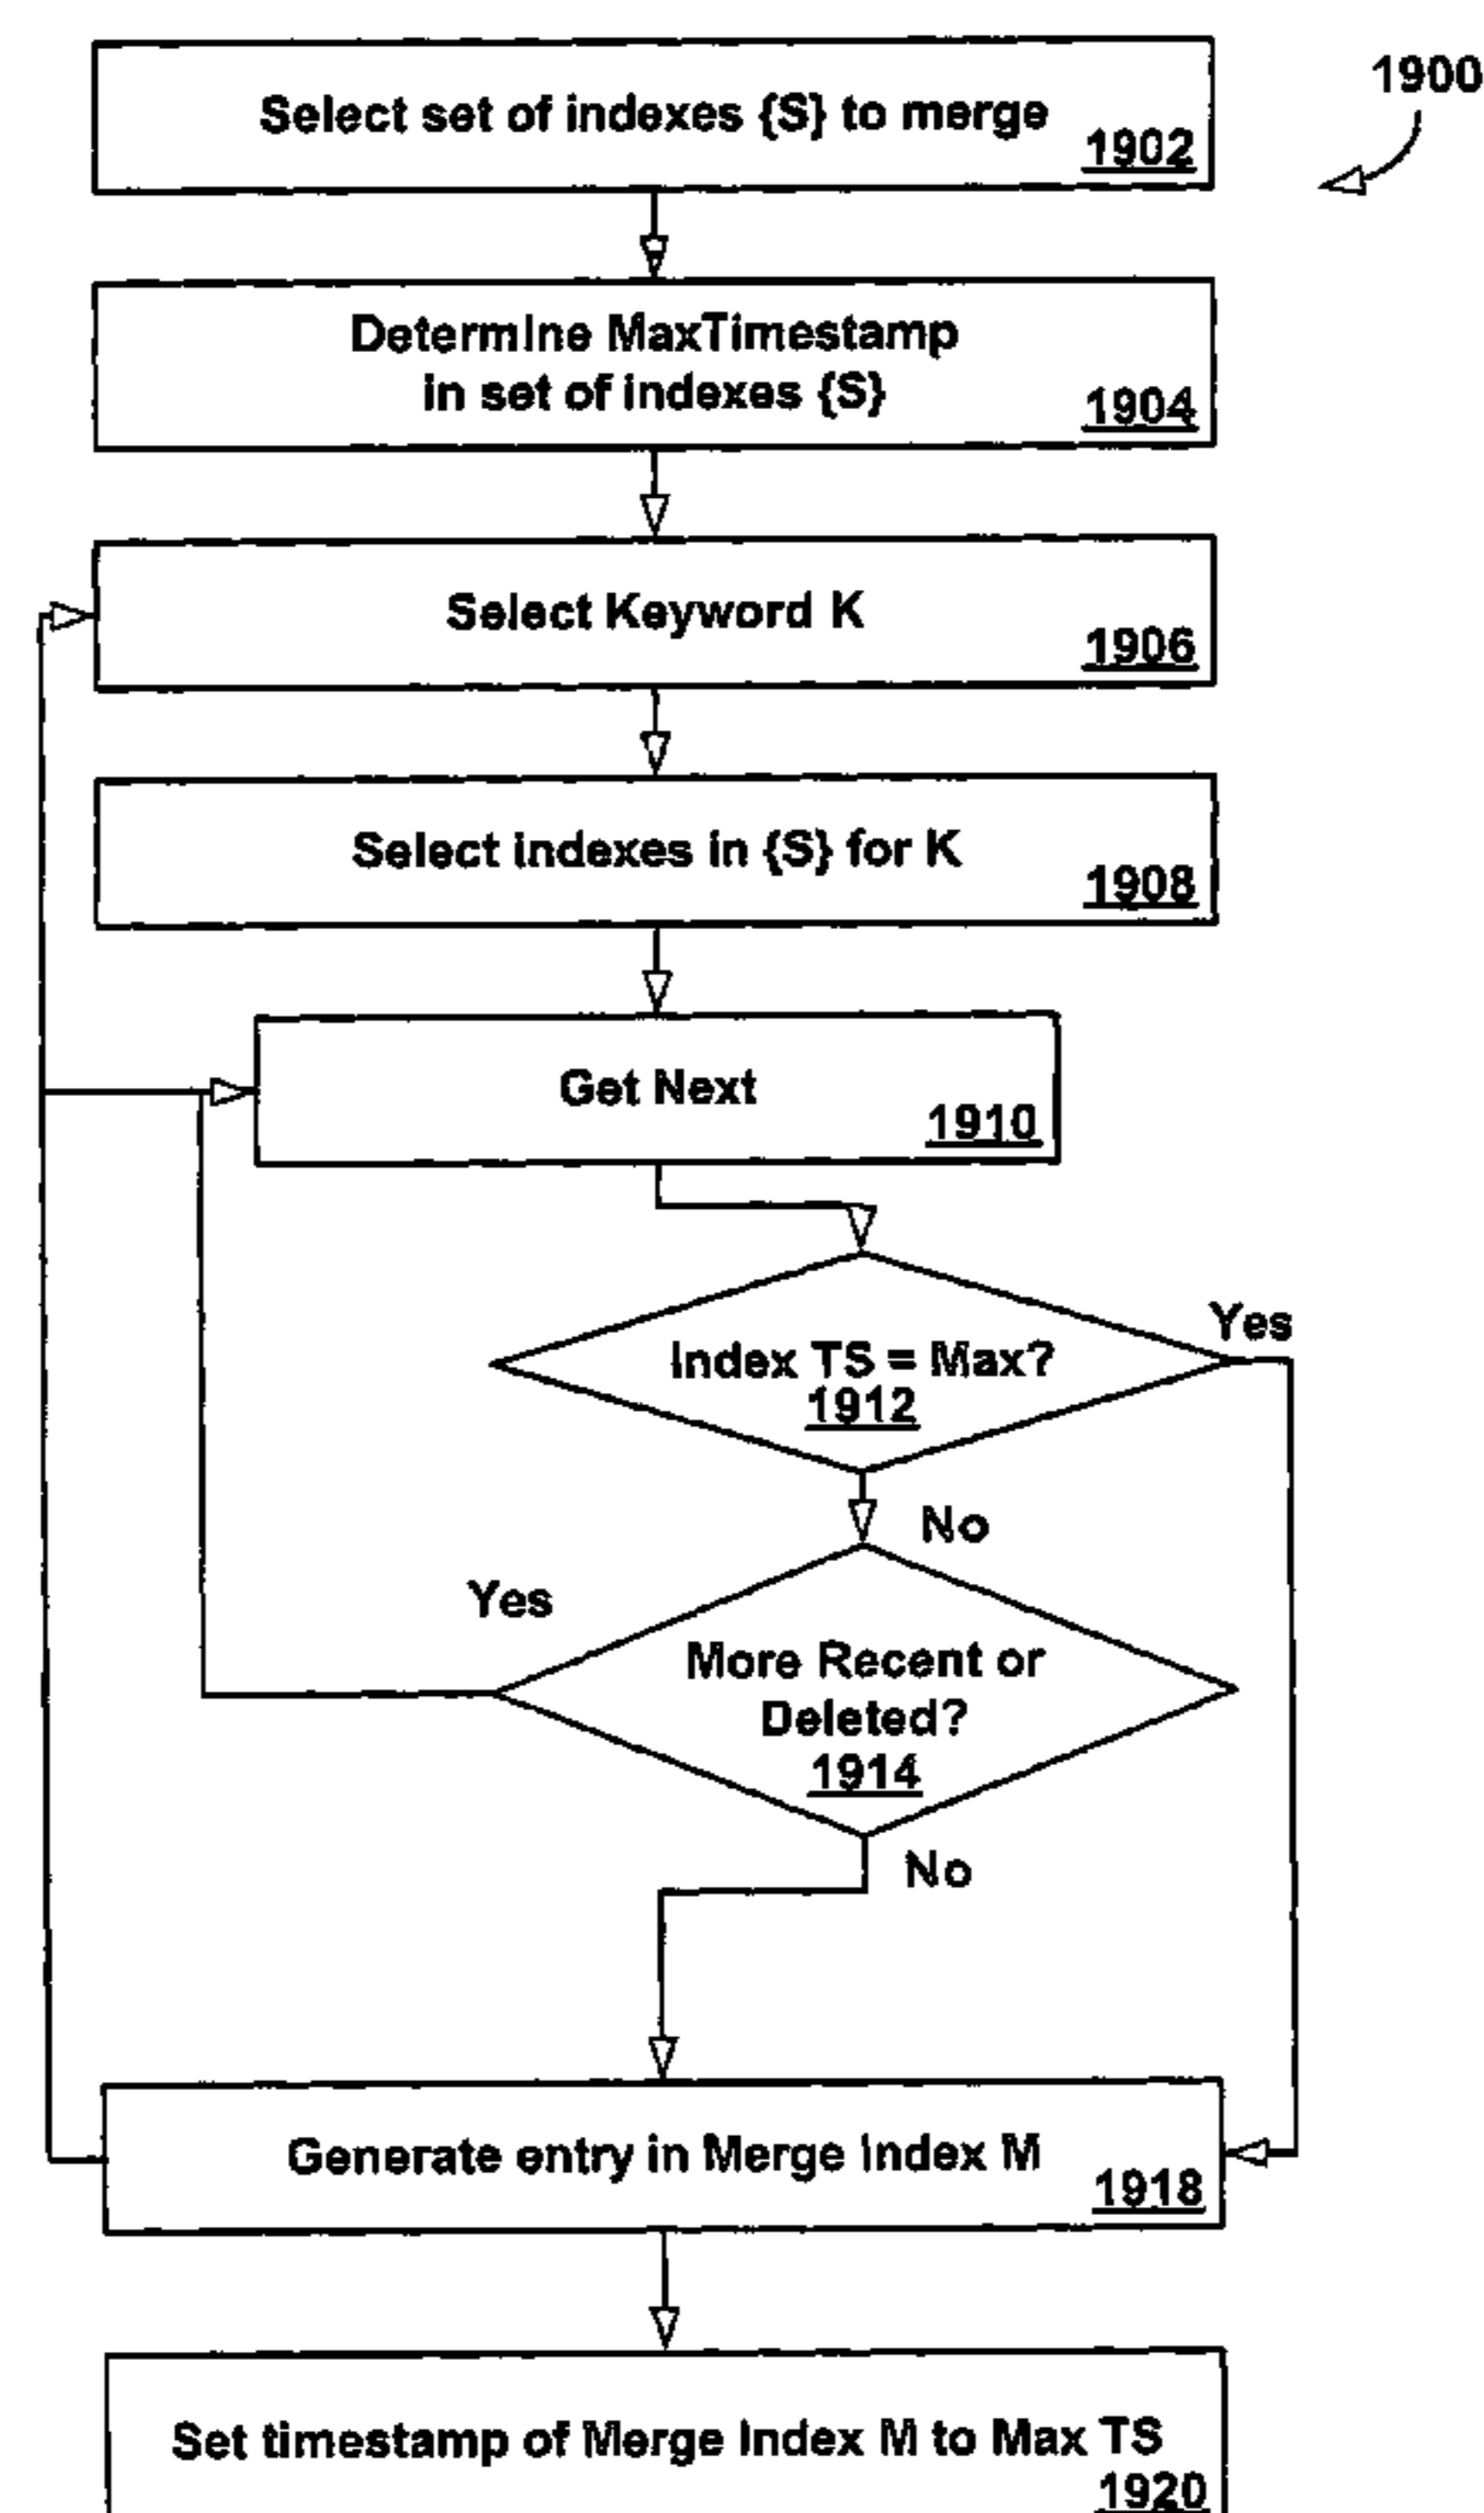 1900
Select set of indexes {S} to merge
1902
Determine MaxTimestamp
in set of indexes {S}
1904
Select Keyword K
1906
Select indexes in {S} for K
1908
Get Next
1910
Yes
Index TS = Max?
1912
No
Yes
More Recent or
Deleted?
1914
No
Generate entry in Merge Index M
1918
Set timestamp of Merge Index M to Max TS
1920